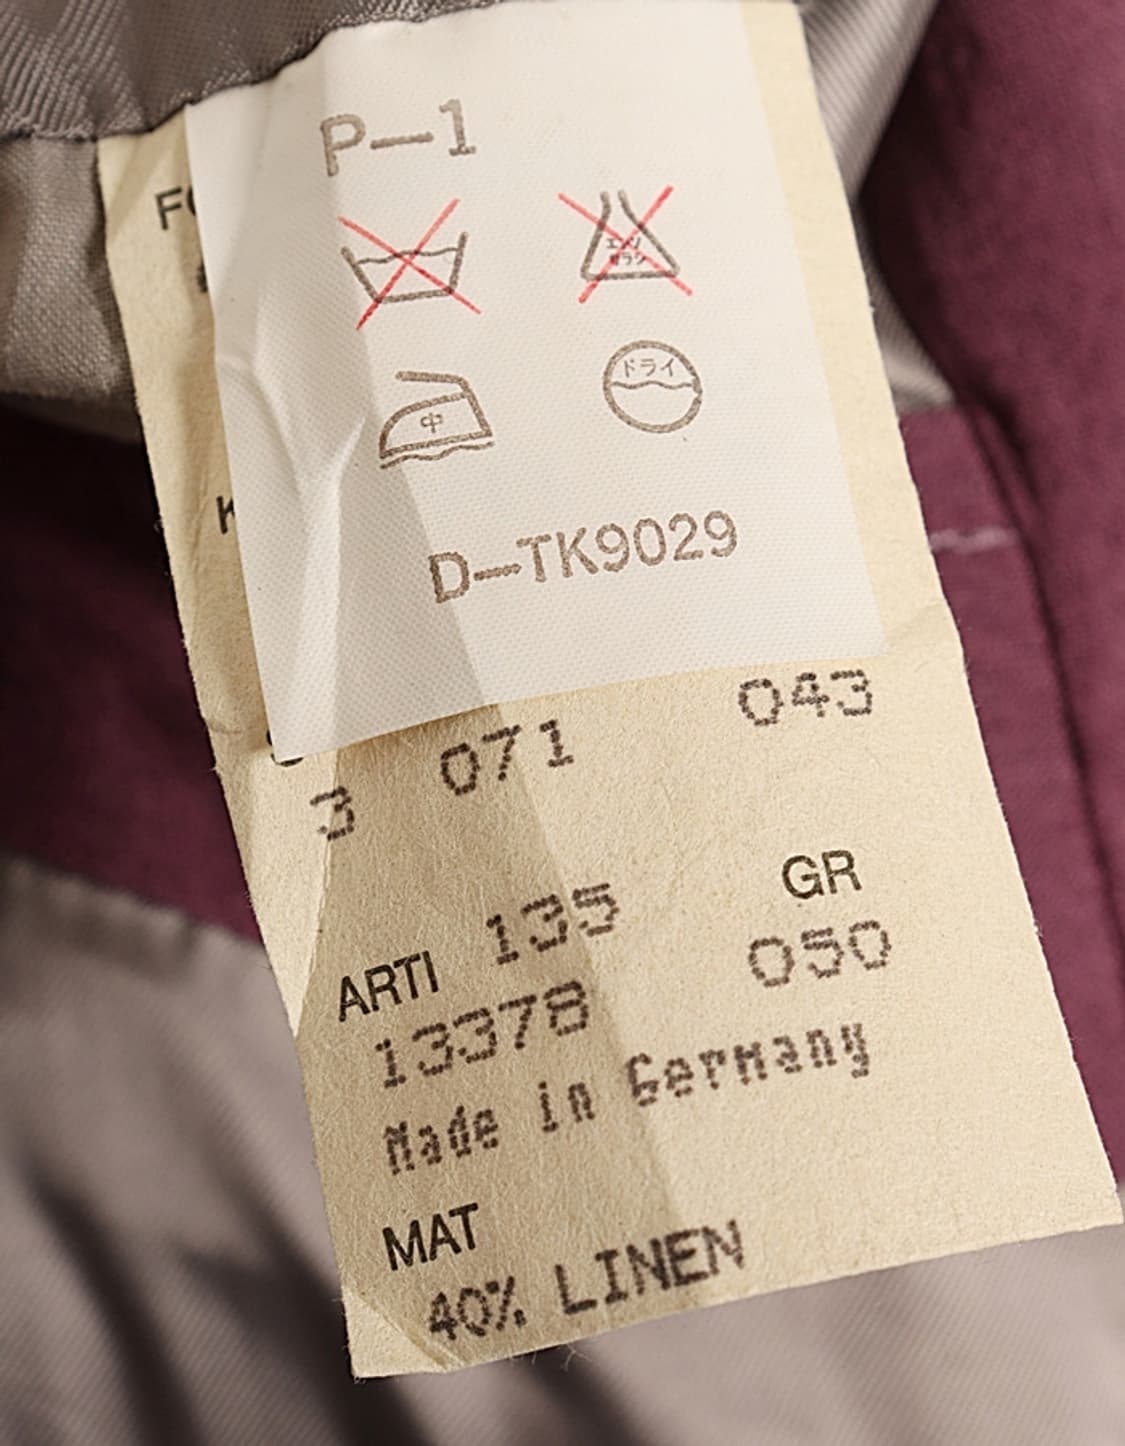 P—1
エンソ
サラシ
中
ドライ
D—TK9029
043
3 071
GR
ARTI 135
050
13378
Made in Germany
MAT
40% LINEN